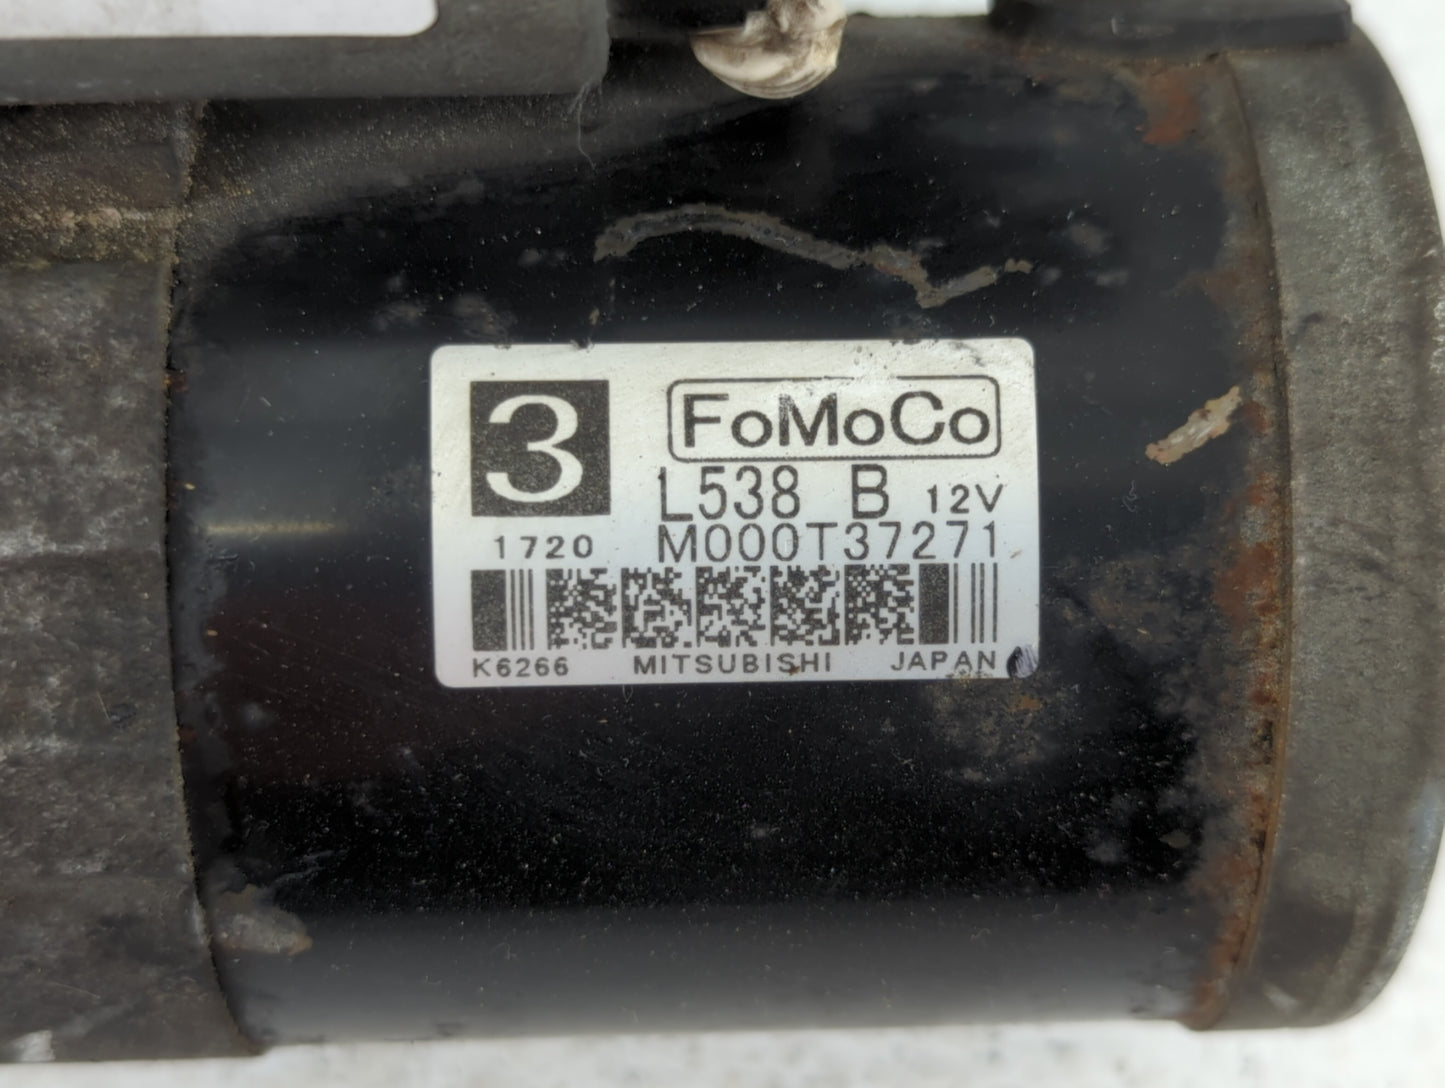 3 FoMoCo
L538 B 12V
1720 M000T37271
K6266 MITSUBISHI JAPAN